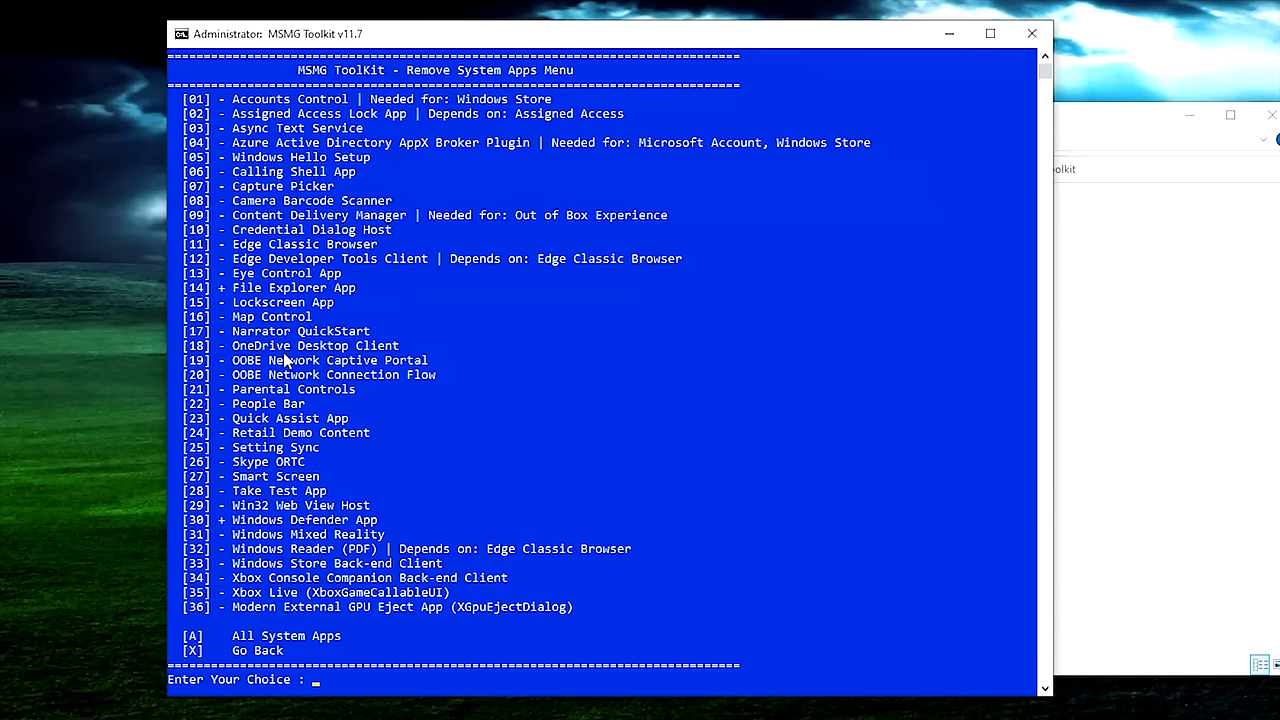 Administrator: MSMG Toolkit v11.7
===============================================================================
MSMG ToolKit - Remove System Apps Menu
===============================================================================
[01] - Accounts Control | Needed for: Windows Store
[02] - Assigned Access Lock App | Depends on: Assigned Access
[03] - Async Text Service
[04] - Azure Active Directory AppX Broker Plugin | Needed for: Microsoft Account, Windows Store
[05] - Windows Hello Setup
[06] - Calling Shell App
[07] - Capture Picker
[08] - Camera Barcode Scanner
[09] - Content Delivery Manager | Needed for: Out of Box Experience
[10] - Credential Dialog Host
[11] - Edge Classic Browser
[12] - Edge Developer Tools Client | Depends on: Edge Classic Browser
[13] - Eye Control App
[14] + File Explorer App
[15] - Lockscreen App
[16] - Map Control
[17] - Narrator QuickStart
[18] - OneDrive Desktop Client
[19] - OOBE Network Captive Portal
[20] - OOBE Network Connection Flow
[21] - Parental Controls
[22] - People Bar
[23] - Quick Assist App
[24] - Retail Demo Content
[25] - Setting Sync
[26] - Skype ORTC
[27] - Smart Screen
[28] - Take Test App
[29] - Win32 Web View Host
[30] + Windows Defender App
[31] - Windows Mixed Reality
[32] - Windows Reader (PDF) | Depends on: Edge Classic Browser
[33] - Windows Store Back-end Client
[34] - Xbox Console Companion Back-end Client
[35] - Xbox Live (XboxGameCallableUI)
[36] - Modern External GPU Eject App (XGpuEjectDialog)
[A] All System Apps
[X] Go Back
===============================================================================
Enter Your Choice : _
olkit